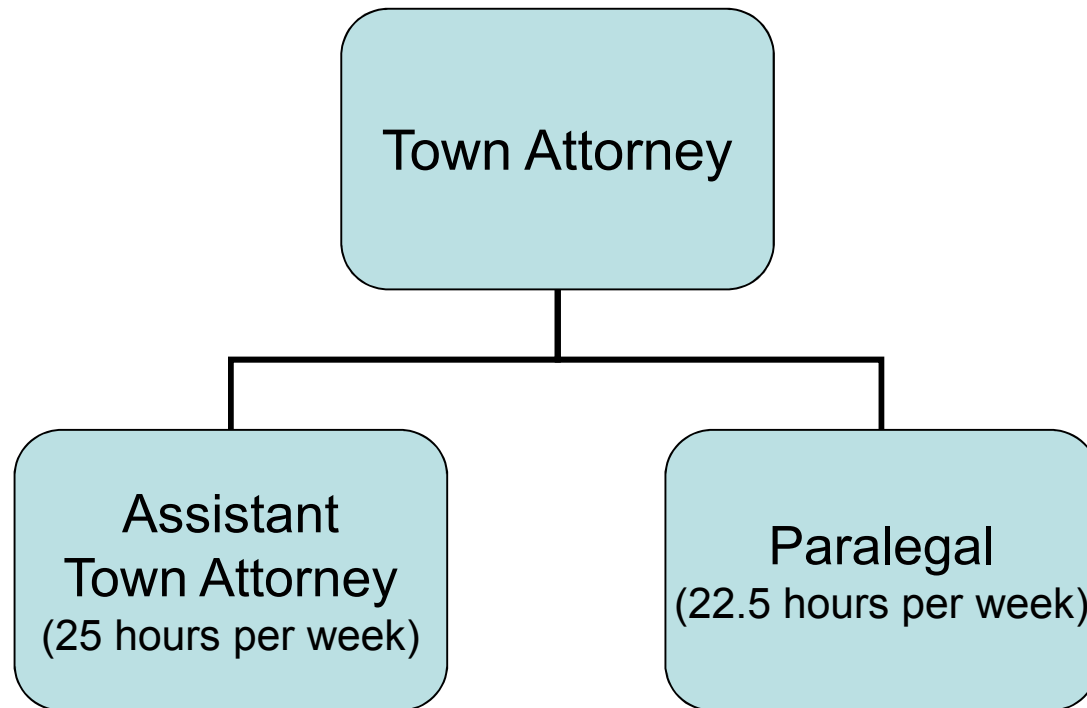 Town Attorney
Assistant
Town Attorney
(25 hours per week)
Paralegal
(22.5 hours per week)